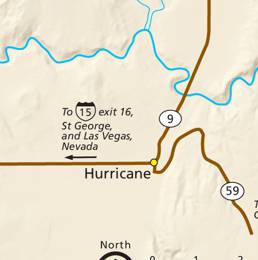 To 15 exit 16,
St George,
and Las Vegas,
Nevada
9
Hurricane
59
North
0 1 2